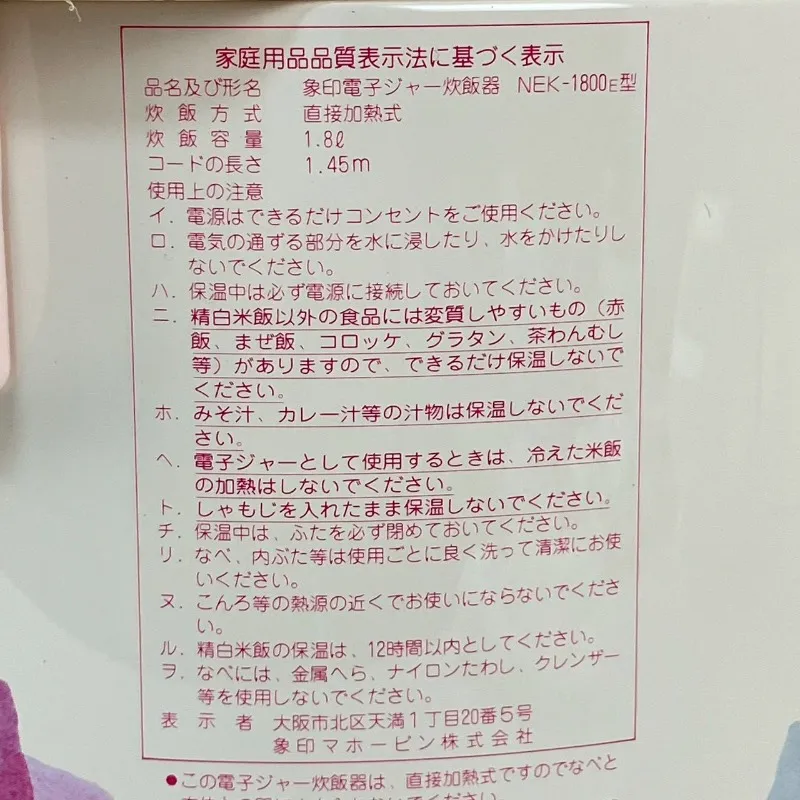 家庭用品品質表示法に基づく表示
品名及び形名 象印電子ジャー炊飯器 NEK-1800E型
炊飯方式 直接加熱式
炊飯容量 1.8ℓ
コードの長さ 1.45m
使用上の注意
イ. 電源はできるだけコンセントをご使用ください。
ロ. 電気の通ずる部分を水に浸したり、水をかけたりし
ないでください。
ハ. 保温中は必ず電源に接続しておいてください。
ニ. 精白米飯以外の食品には変質しやすいもの（赤
飯、まぜ飯、コロッケ、グラタン、茶わんむし
等）がありますので、できるだけ保温しないで
ください。
ホ. みそ汁、カレー汁等の汁物は保温しないでくだ
さい。
ヘ. 電子ジャーとして使用するときは、冷えた米飯
の加熱はしないでください。
ト. しゃもじを入れたまま保温しないでください。
チ. 保温中は、ふたを必ず閉めておいてください。
リ. なべ、内ぶた等は使用ごとに良く洗って清潔にお使
いください。
ヌ. こんろ等の熱源の近くでお使いにならないでくださ
い。
ル. 精白米飯の保温は、12時間以内としてください。
ヲ. なべには、金属へら、ナイロンたわし、クレンザー
等を使用しないでください。
表示者 大阪市北区天満1丁目20番5号
象印マホービン株式会社
●この電子ジャー炊飯器は、直接加熱式ですのでなべと